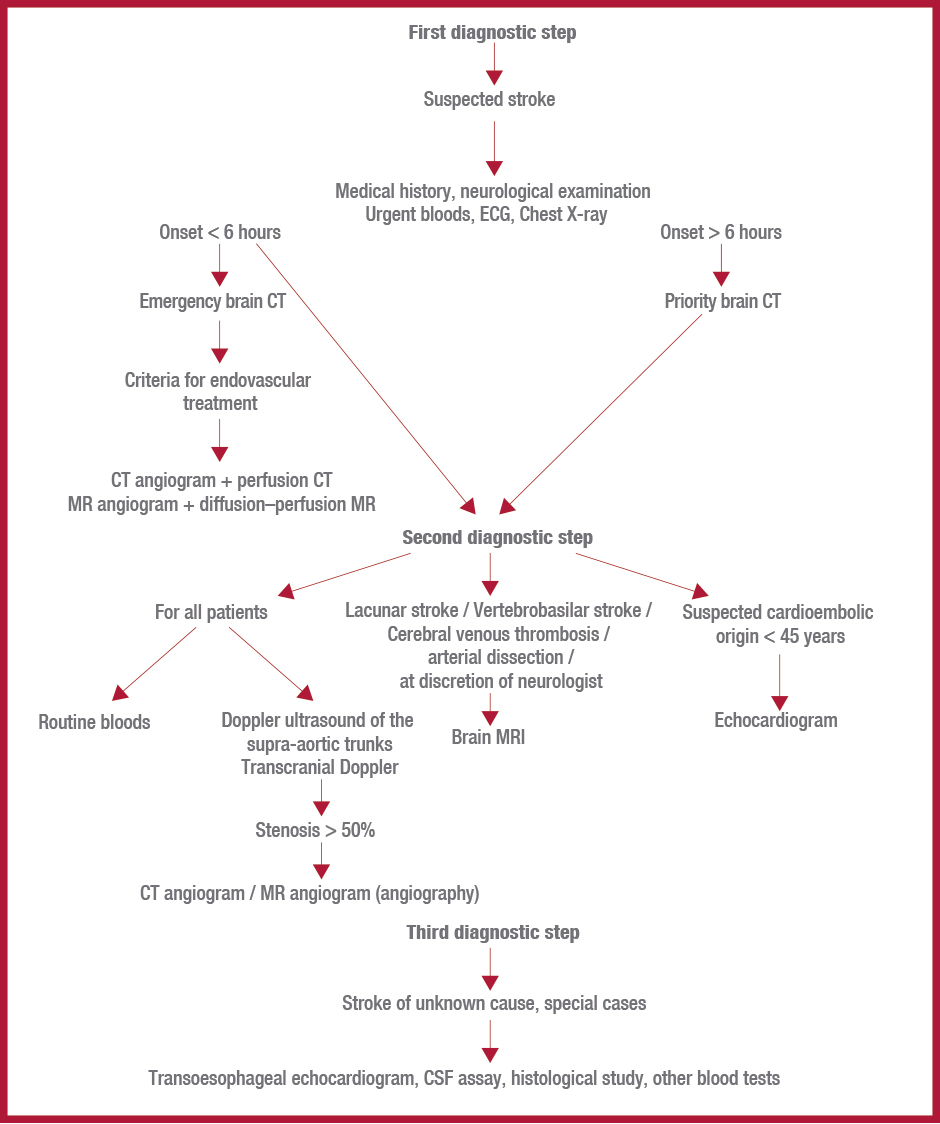 First diagnostic step
Suspected stroke
Medical history, neurological examination
Urgent bloods, ECG, Chest X-ray
Onset < 6 hours
Onset > 6 hours
Emergency brain CT
Priority brain CT
Criteria for endovascular
treatment
CT angiogram + perfusion CT
MR angiogram + diffusion–perfusion MR
Second diagnostic step
For all patients
Lacunar stroke / Vertebrobasilar stroke /
Cerebral venous thrombosis /
arterial dissection /
at discretion of neurologist
Suspected cardioembolic
origin < 45 years
Routine bloods
Doppler ultrasound of the
supra-aortic trunks
Transcranial Doppler
Brain MRI
Echocardiogram
Stenosis > 50%
CT angiogram / MR angiogram (angiography)
Third diagnostic step
Stroke of unknown cause, special cases
Transoesophageal echocardiogram, CSF assay, histological study, other blood tests